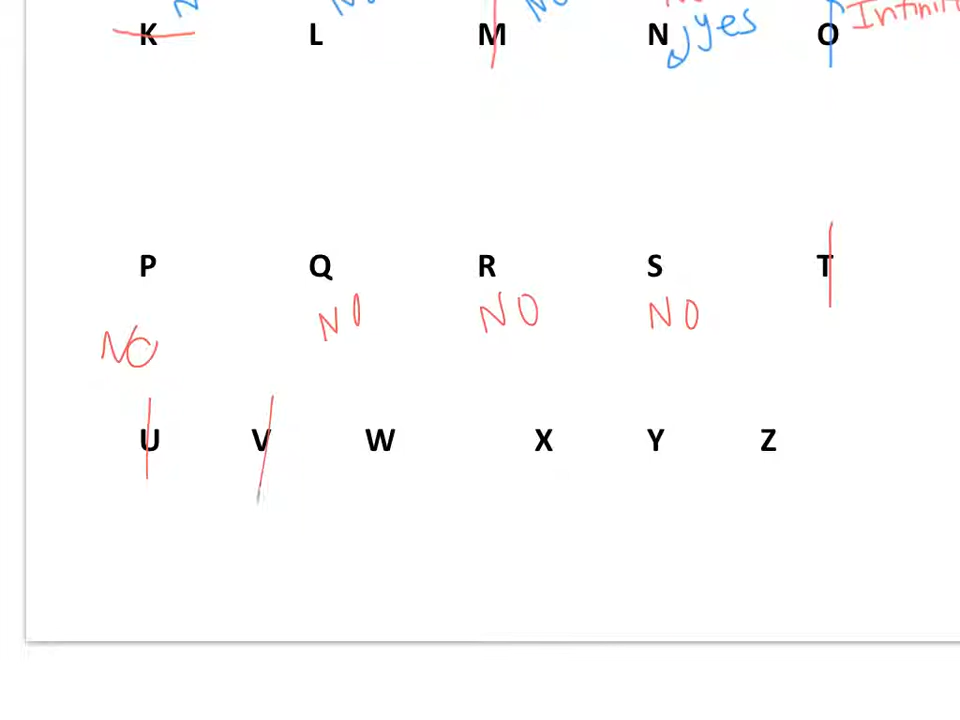 K L M N yes O Infinit
P Q R S T
NO NO NO NO
U V W X Y Z